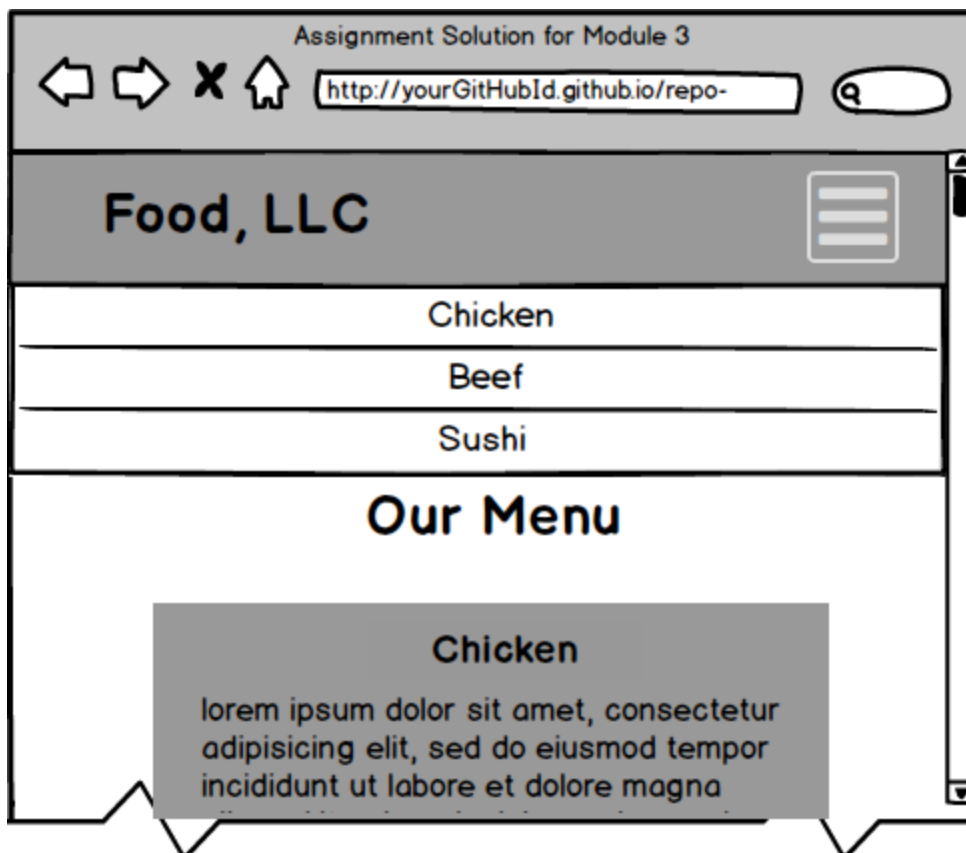 Assignment Solution for Module 3
http://yourGitHubId.github.io/repo-
Food, LLC
Chicken
Beef
Sushi
Our Menu
Chicken
lorem ipsum dolor sit amet, consectetur
adipisicing elit, sed do eiusmod tempor
incididunt ut labore et dolore magna